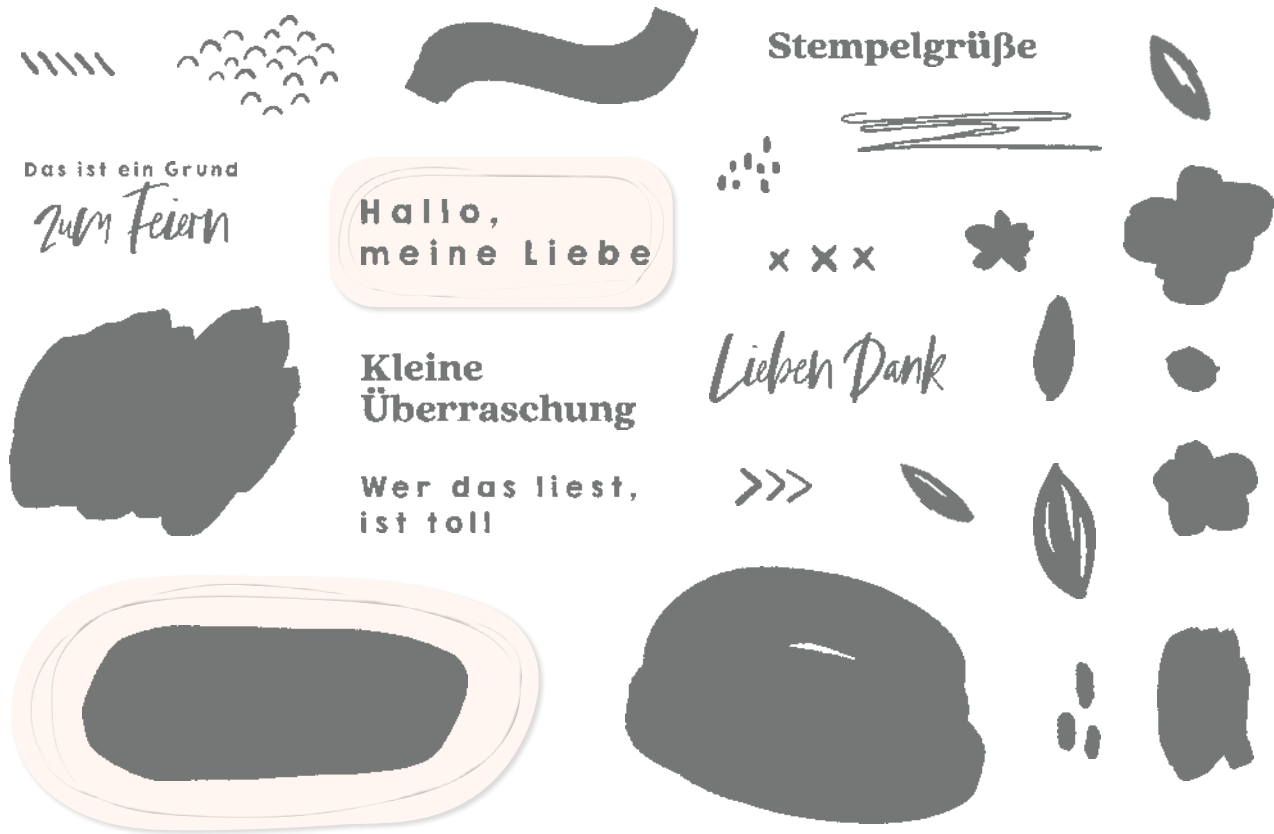 Stempelgrüße
Das ist ein Grund
zum Feiern
Hallo,
meine Liebe
Kleine
Überraschung
Lieben Dank
Wer das liest,
ist toll